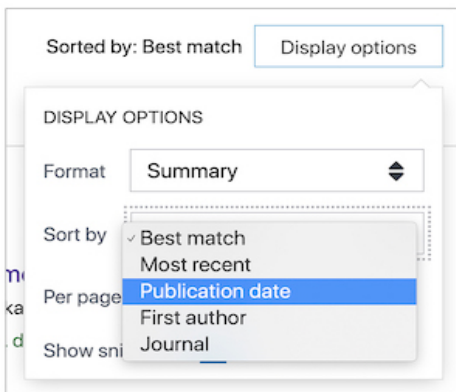 Sorted by: Best match Display options
DISPLAY OPTIONS
Format Summary
Sort by
✓ Best match
Most recent
Publication date
Per page
First author
Journal
Show sni